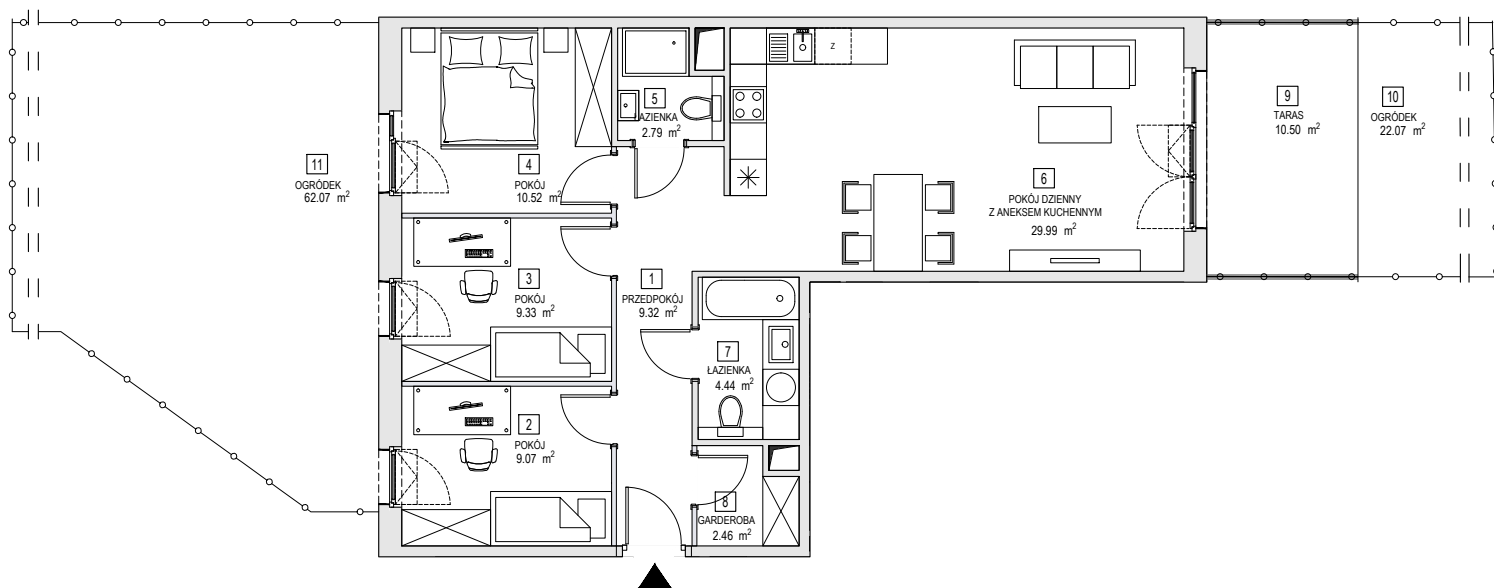 11
OGRÓDEK
62.07 m²
4
POKÓJ
10.52 m²
5
ŁAZIENKA
2.79 m²
Z
6
POKÓJ DZIENNY
Z ANEKSEM KUCHENNYM
29.99 m²
9
TARAS
10.50 m²
10
OGRÓDEK
22.07 m²
3
POKÓJ
9.33 m²
1
PRZEDPOKÓJ
9.32 m²
7
ŁAZIENKA
4.44 m²
2
POKÓJ
9.07 m²
8
GARDEROBA
2.46 m²